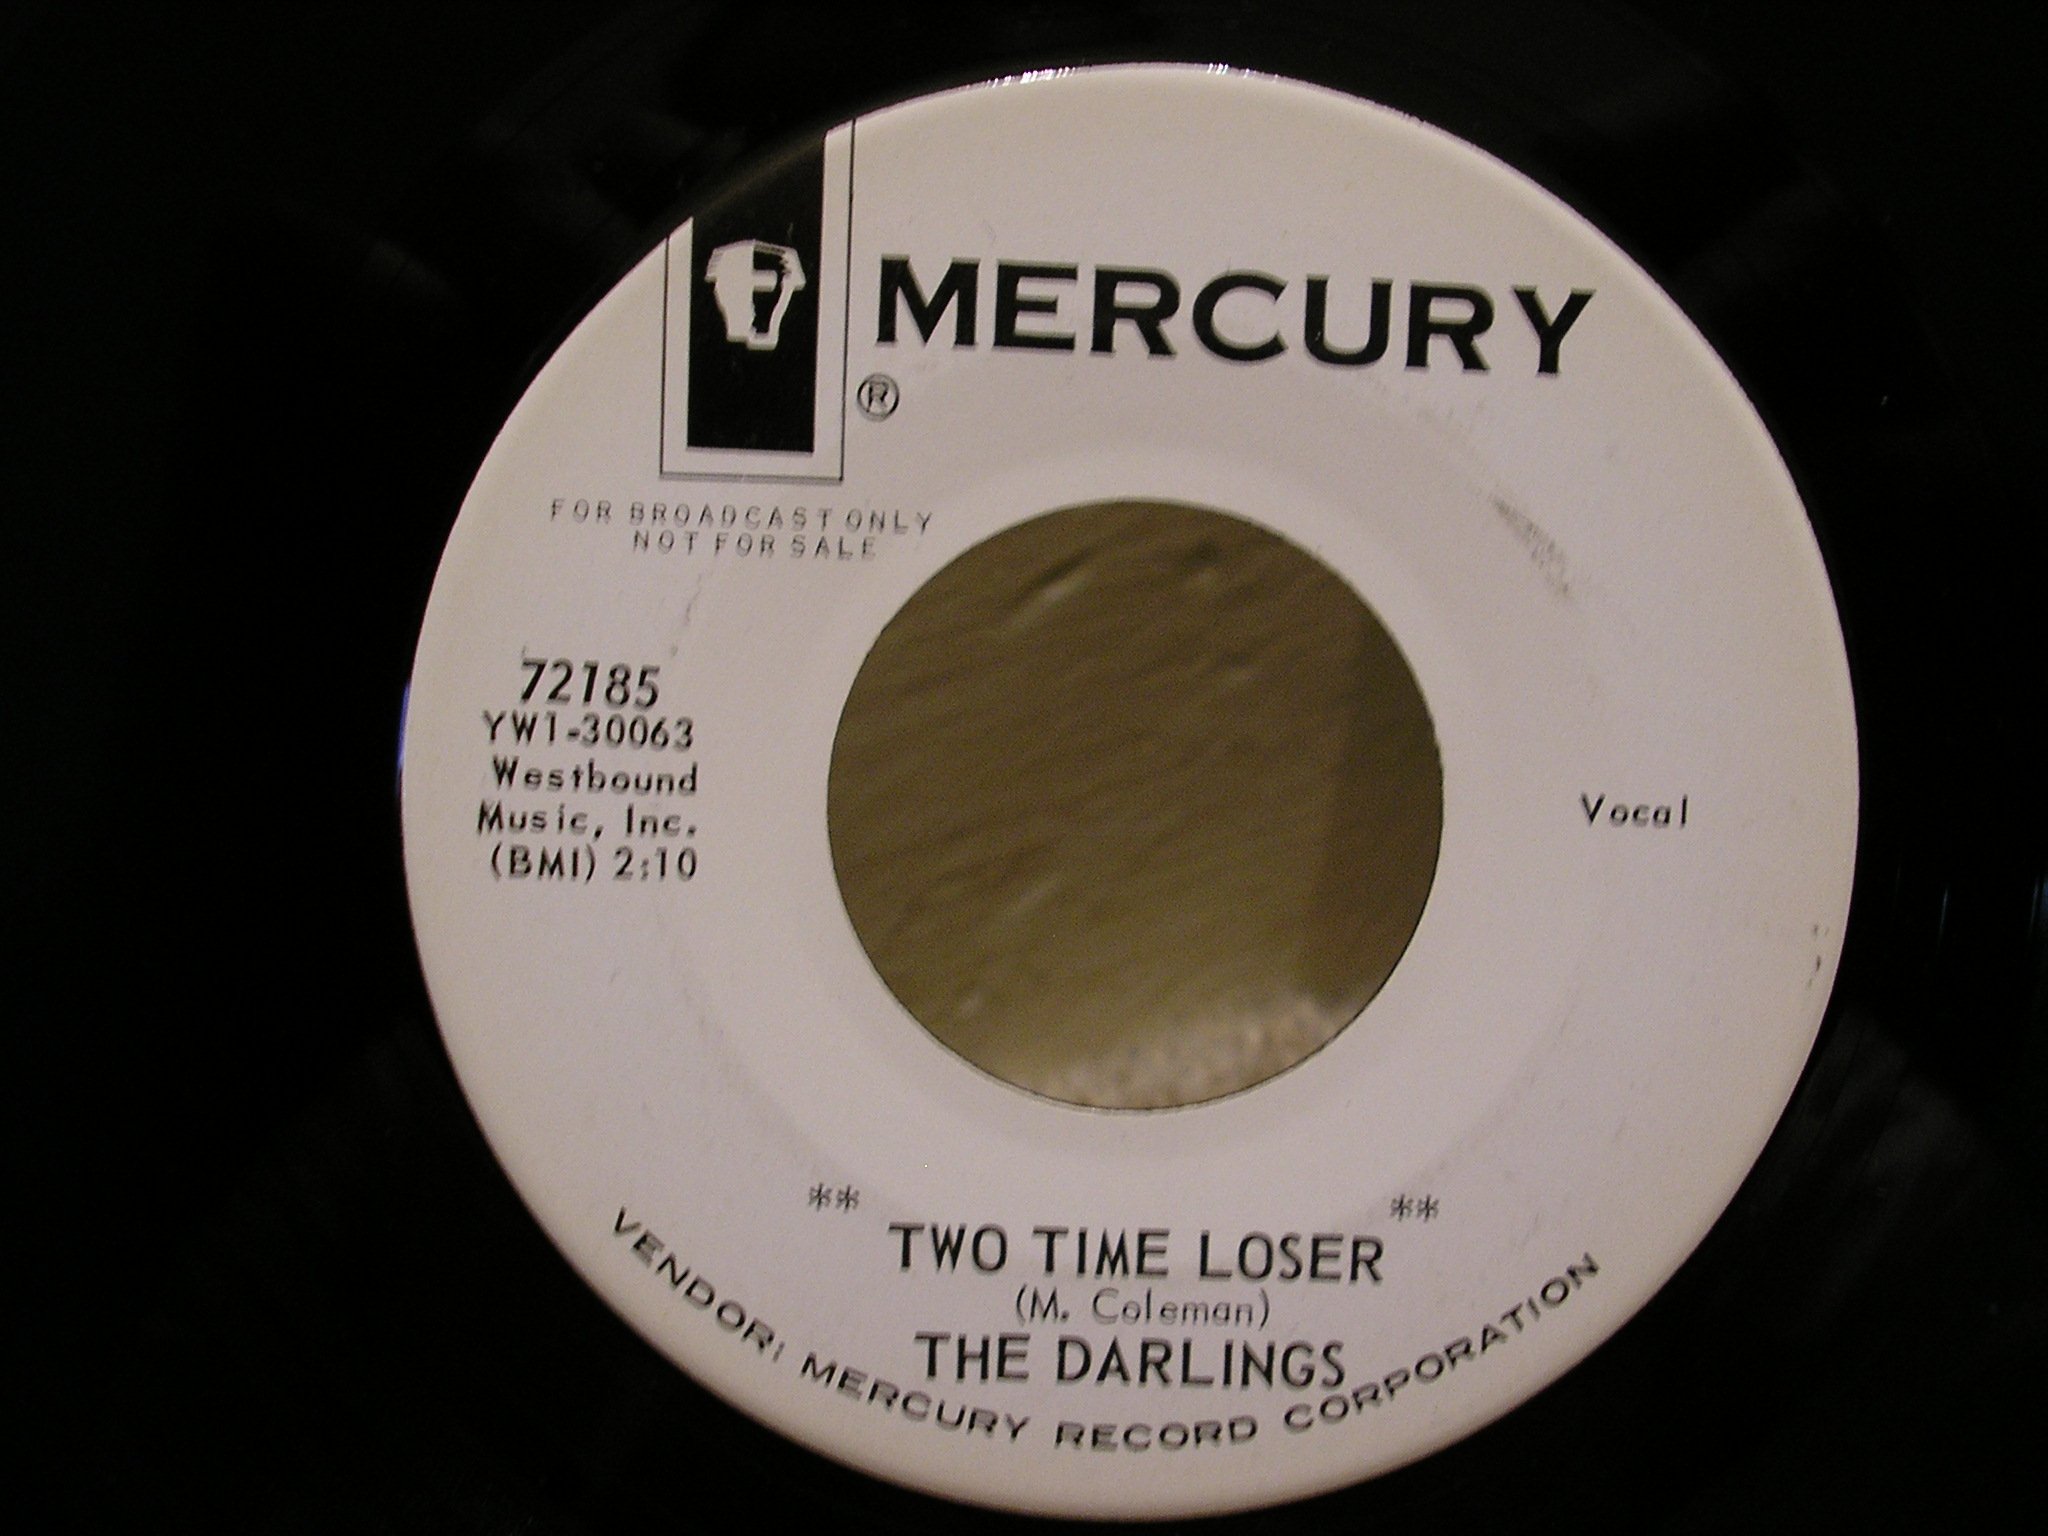 MERCURY
®
FOR BROADCAST ONLY
NOT FOR SALE
72185
YW1-30063
Westbound
Music, Inc.
(BMI) 2:10
Vocal
** **
TWO TIME LOSER
(M. Coleman)
THE DARLINGS
VENDOR: MERCURY RECORD CORPORATION